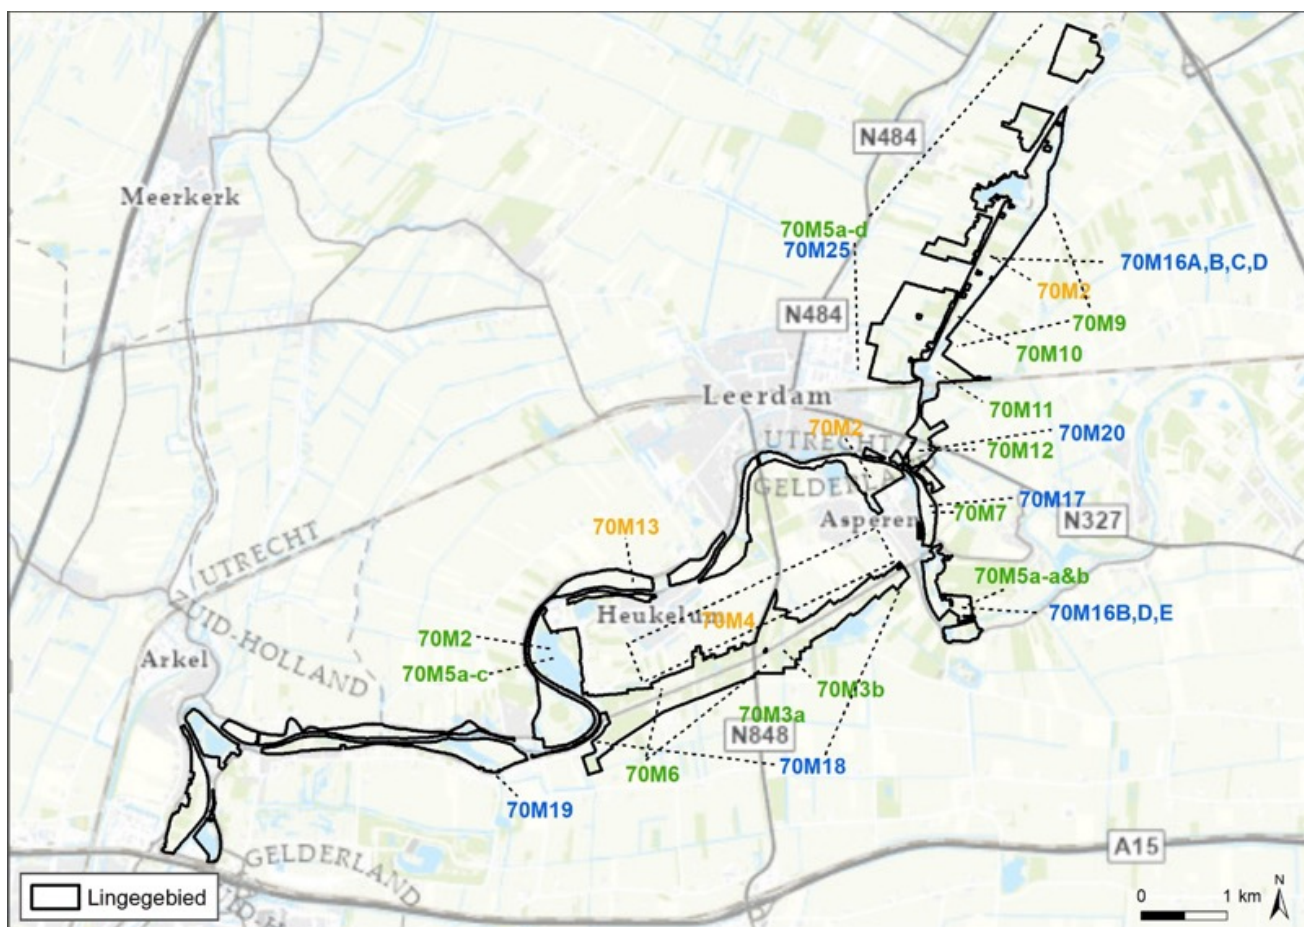 N484
Meerkerk
70M5a-d
70M25
70M16A,B,C,D
70M2
N484
70M9
70M10
Leerdam
70M11
70M2
UTRECHT
70M20
70M12
GELDERLA
70M17
Asperen
70M7
N327
70M13
UTRECHT
70M5a-a&b
ZUID-HOLLAND
Heukelum
70M4
70M16B,D,E
70M2
Arkel
70M5a-c
70M3b
70M3a
N848
70M6
70M18
70M19
A15
GELDERLAND
Lingegebied
0 1 km
N